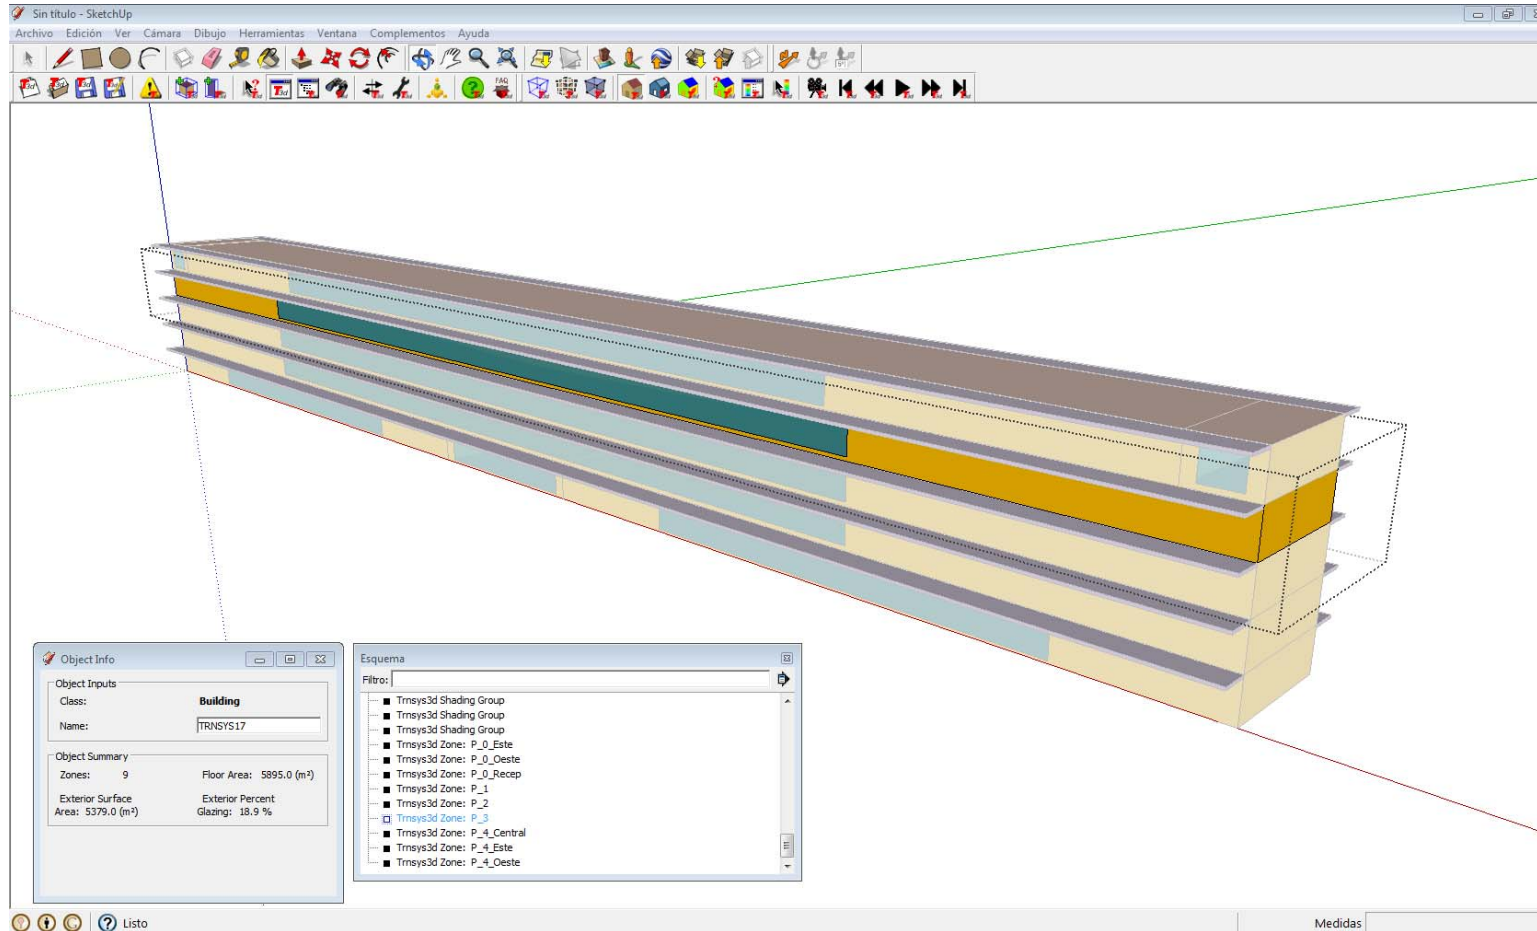 Sin título - SketchUp
Archivo Edición Ver Cámara Dibujo Herramientas Ventana Complementos Ayuda
FAQ
Object Info
Object Inputs
Class: Building
Name: TRNSYS17
Object Summary
Zones: 9 Floor Area: 5895.0 (m²)
Exterior Surface Exterior Percent
Area: 5379.0 (m²) Glazing: 18.9 %
Esquema
Filtro:
Trnsys3d Shading Group
Trnsys3d Shading Group
Trnsys3d Shading Group
Trnsys3d Zone: P_0_Este
Trnsys3d Zone: P_0_Oeste
Trnsys3d Zone: P_0_Recep
Trnsys3d Zone: P_1
Trnsys3d Zone: P_2
Trnsys3d Zone: P_3
Trnsys3d Zone: P_4_Central
Trnsys3d Zone: P_4_Este
Trnsys3d Zone: P_4_Oeste
Listo
Medidas